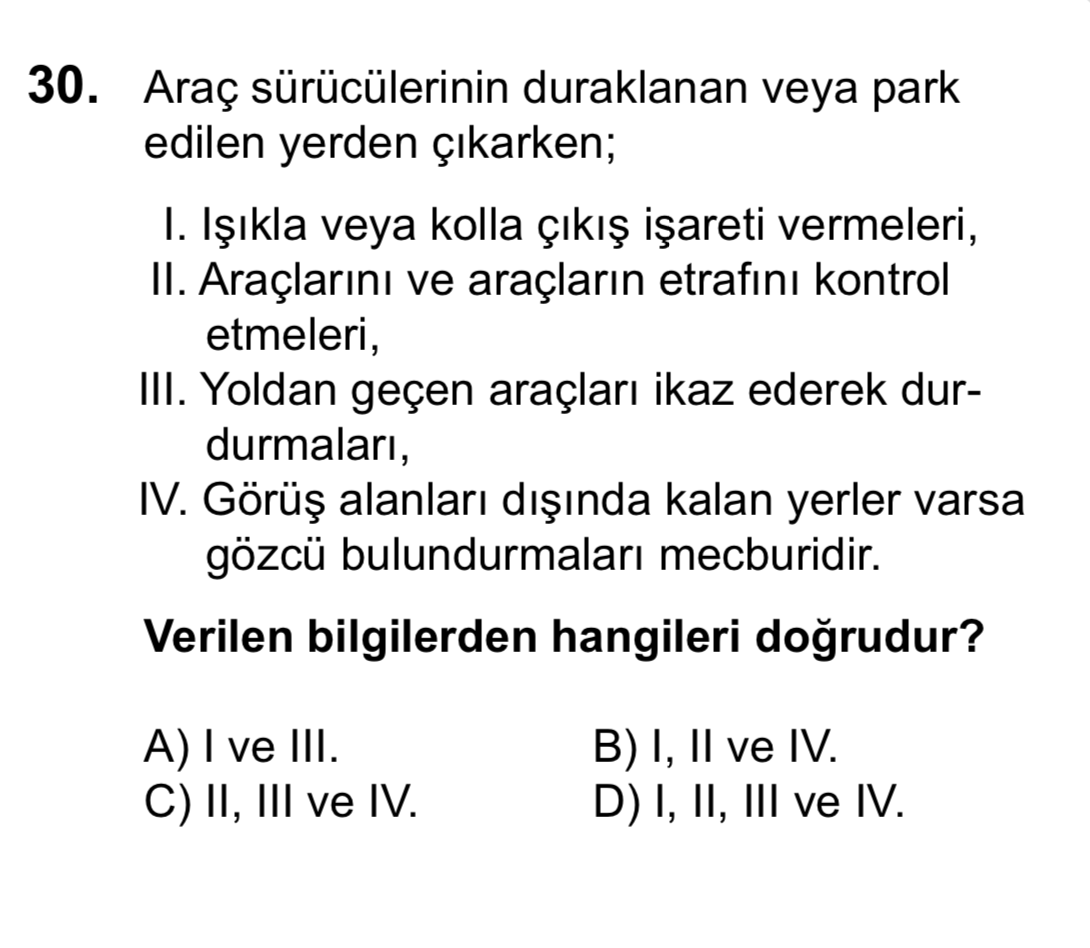 30. Araç sürücülerinin duraklanan veya park
edilen yerden çıkarken;
I. Işıkla veya kolla çıkış işareti vermeleri,
II. Araçlarını ve araçların etrafını kontrol
etmeleri,
III. Yoldan geçen araçları ikaz ederek dur-
durmaları,
IV. Görüş alanları dışında kalan yerler varsa
gözcü bulundurmaları mecburidir.
Verilen bilgilerden hangileri doğrudur?
A) I ve III. B) I, II ve IV.
C) II, III ve IV. D) I, II, III ve IV.